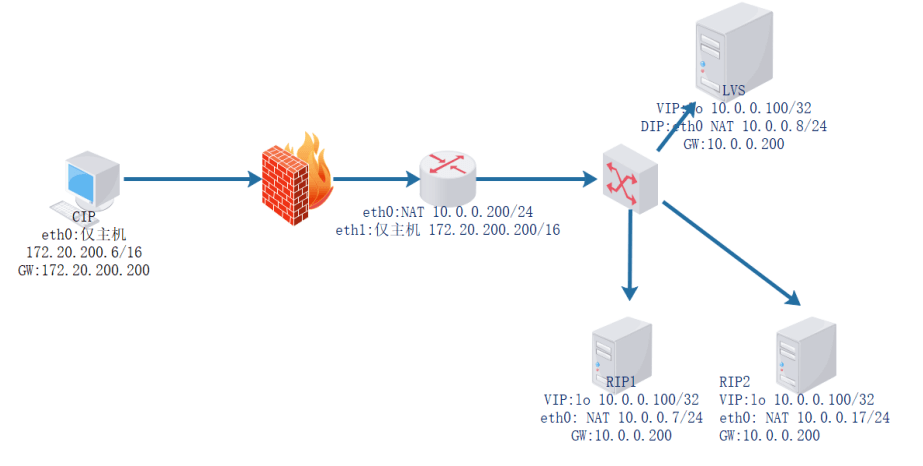 LVS
VIP:lo 10.0.0.100/32
DIP:eth0 NAT 10.0.0.8/24
GW:10.0.0.200
CIP
eth0:仅主机
172.20.200.6/16
GW:172.20.200.200
eth0:NAT 10.0.0.200/24
eth1:仅主机 172.20.200.200/16
RIP1
VIP:lo 10.0.0.100/32
eth0: NAT 10.0.0.7/24
GW:10.0.0.200
RIP2
VIP:lo 10.0.0.100/32
eth0: NAT 10.0.0.17/24
GW:10.0.0.200